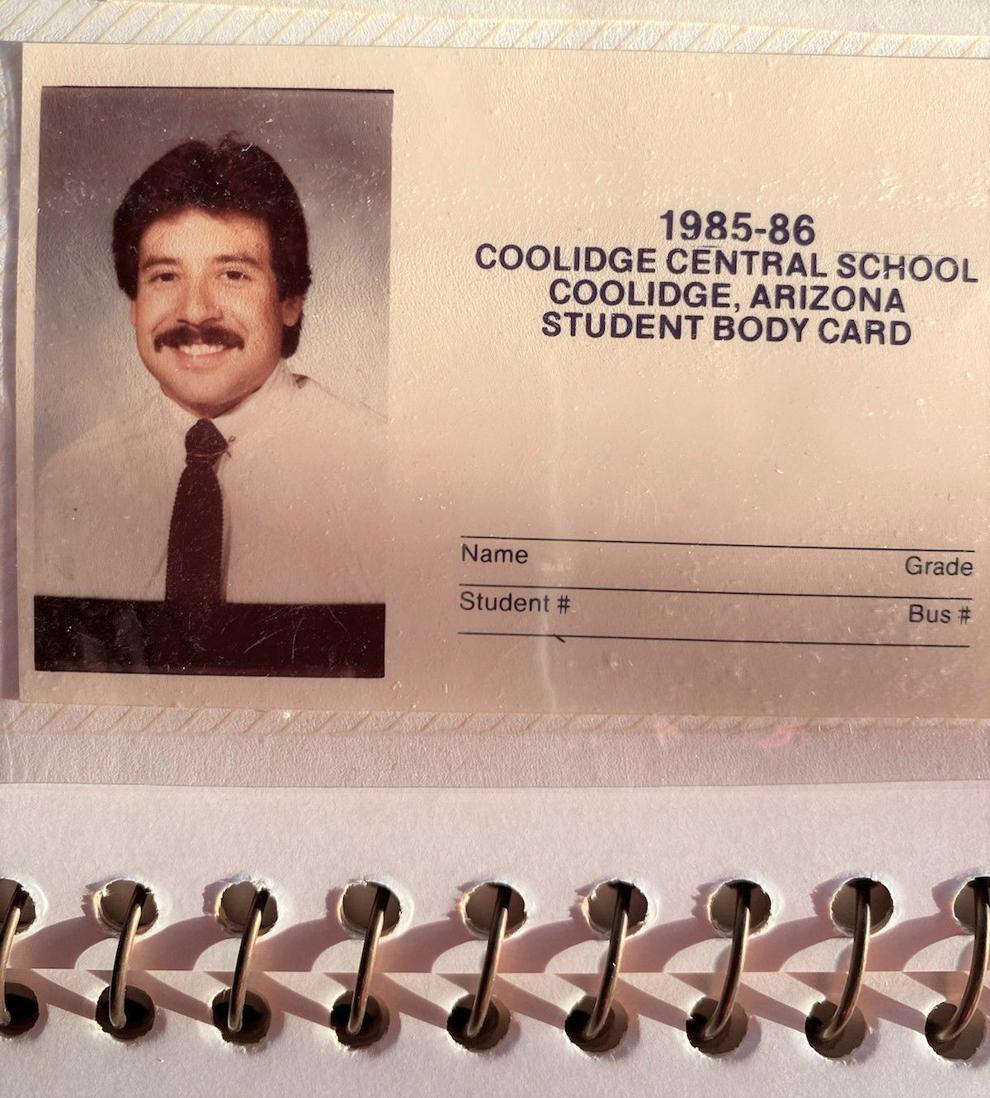 1985-86
COOLIDGE CENTRAL SCHOOL
COOLIDGE, ARIZONA
STUDENT BODY CARD
Name Grade
Student # Bus #